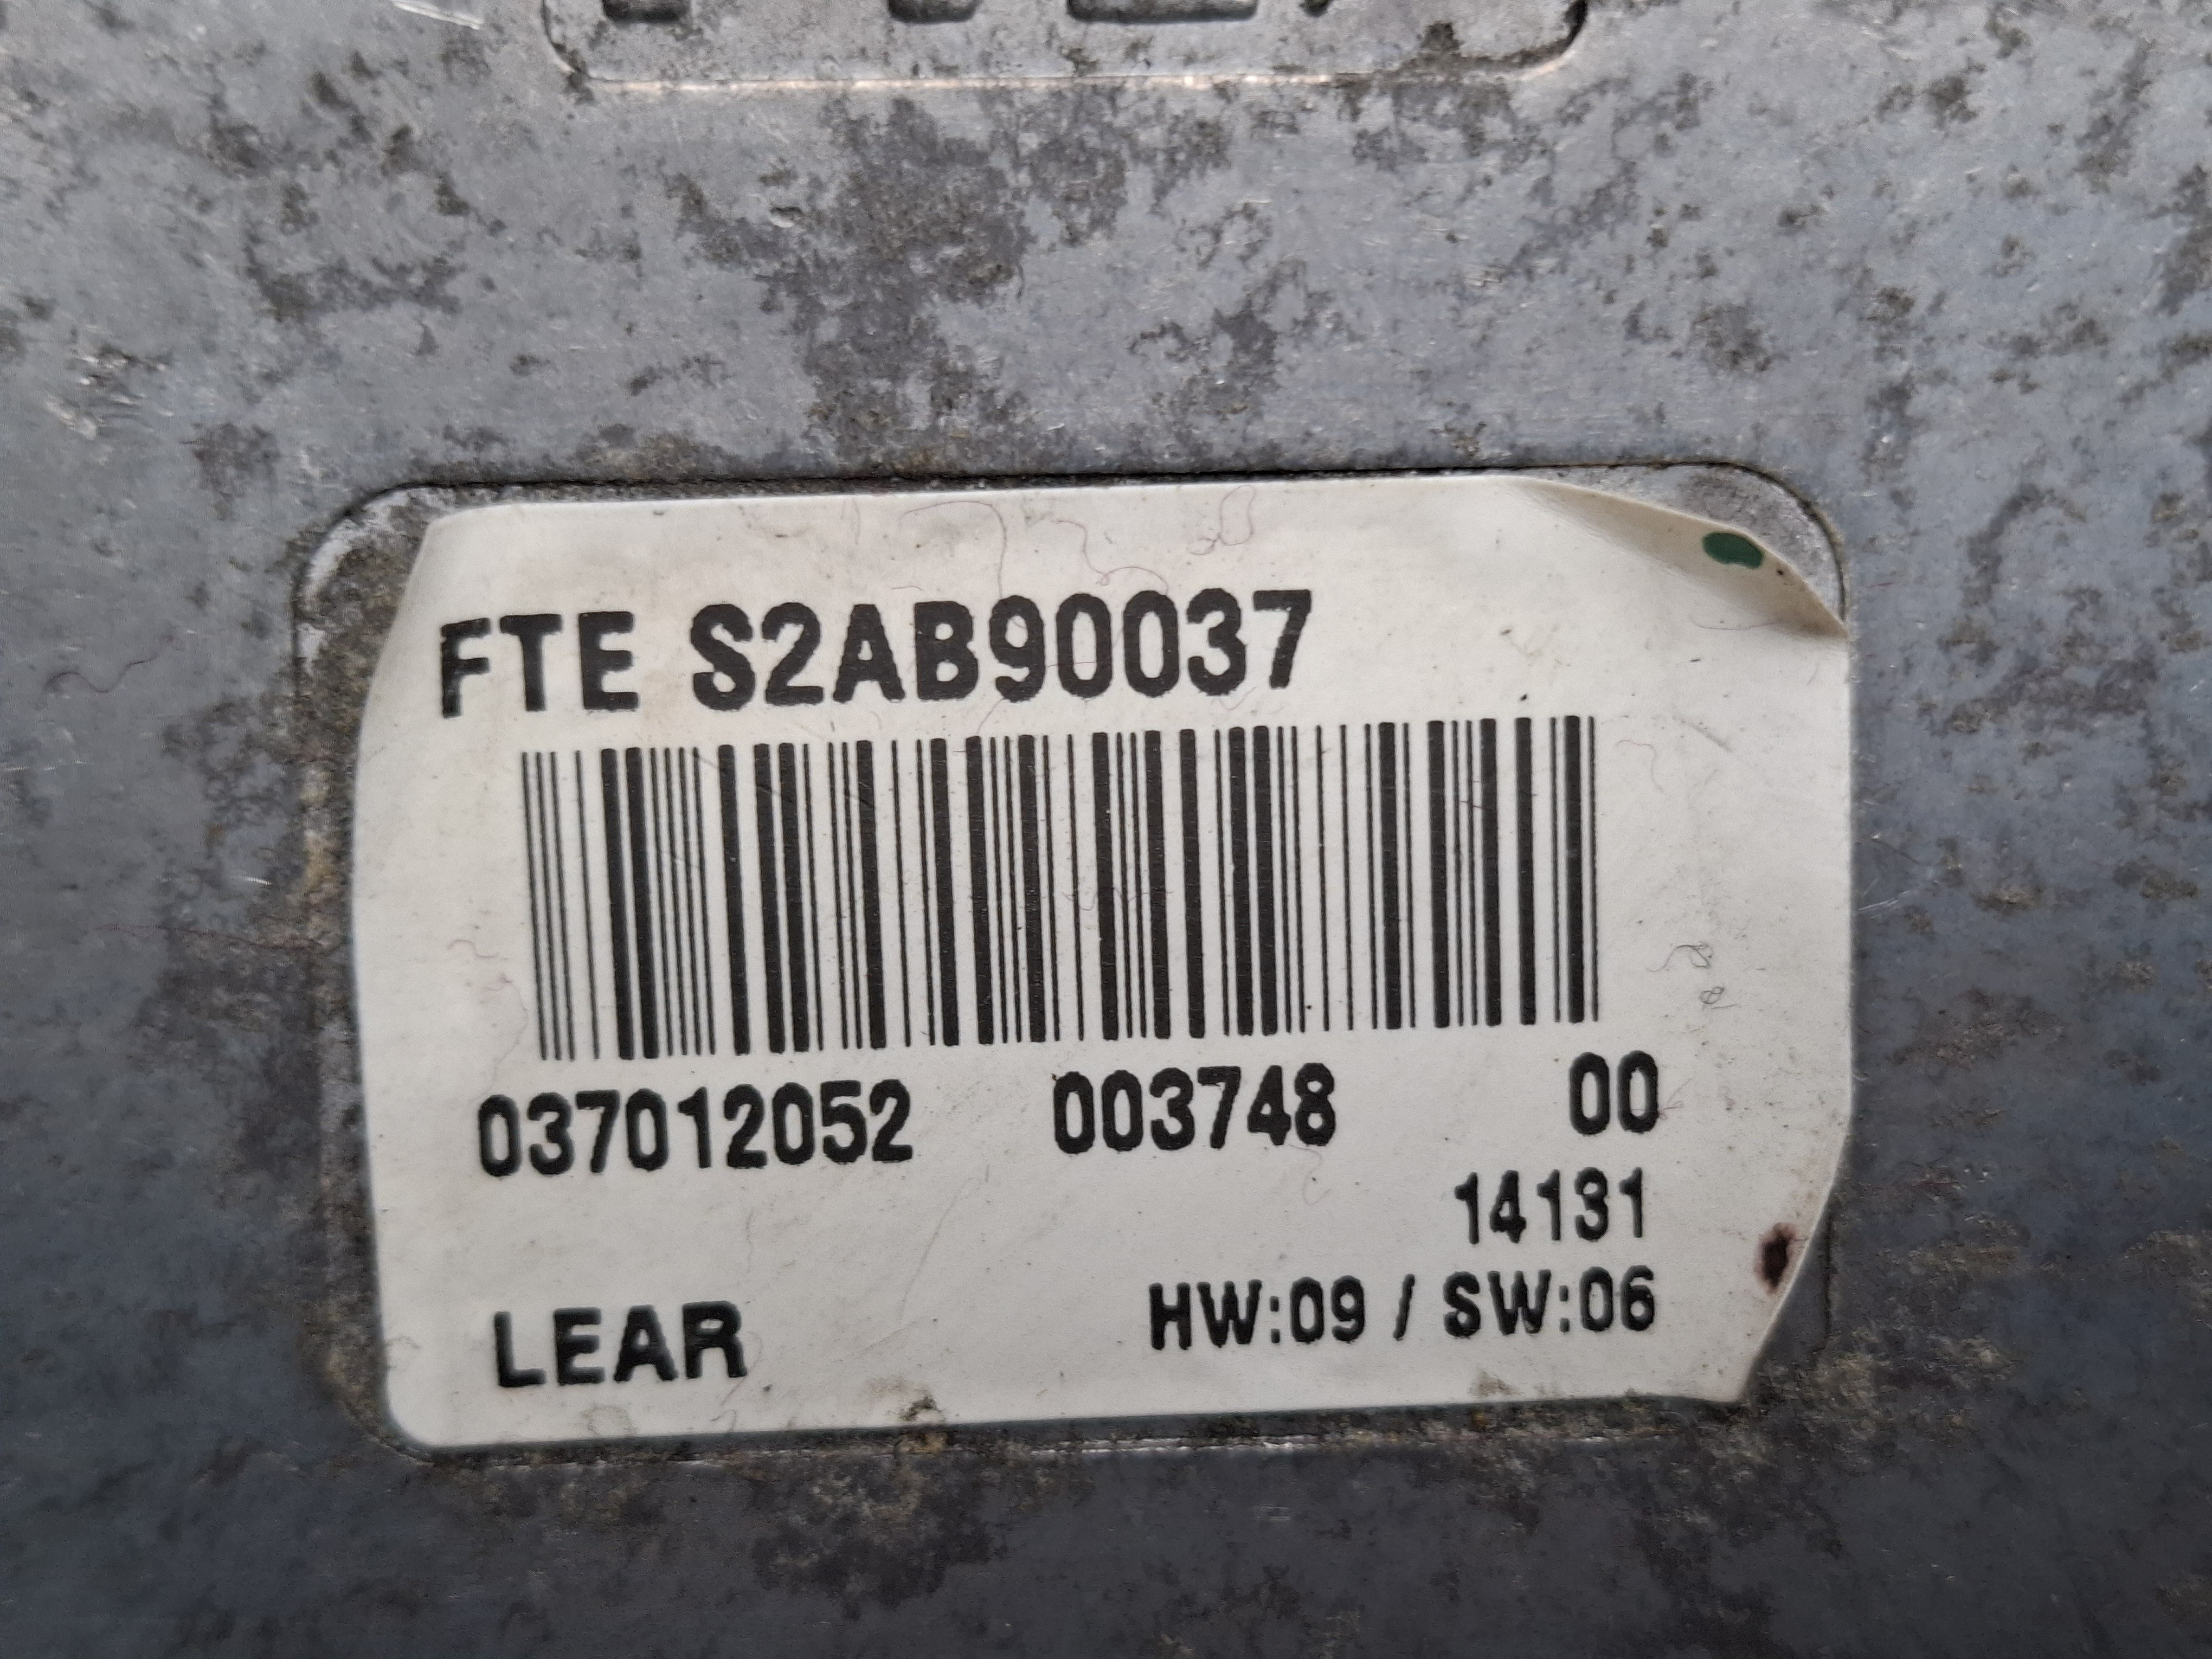 FTE S2AB90037
037012052 003748 00
14131
LEAR HW:09 / SW:06